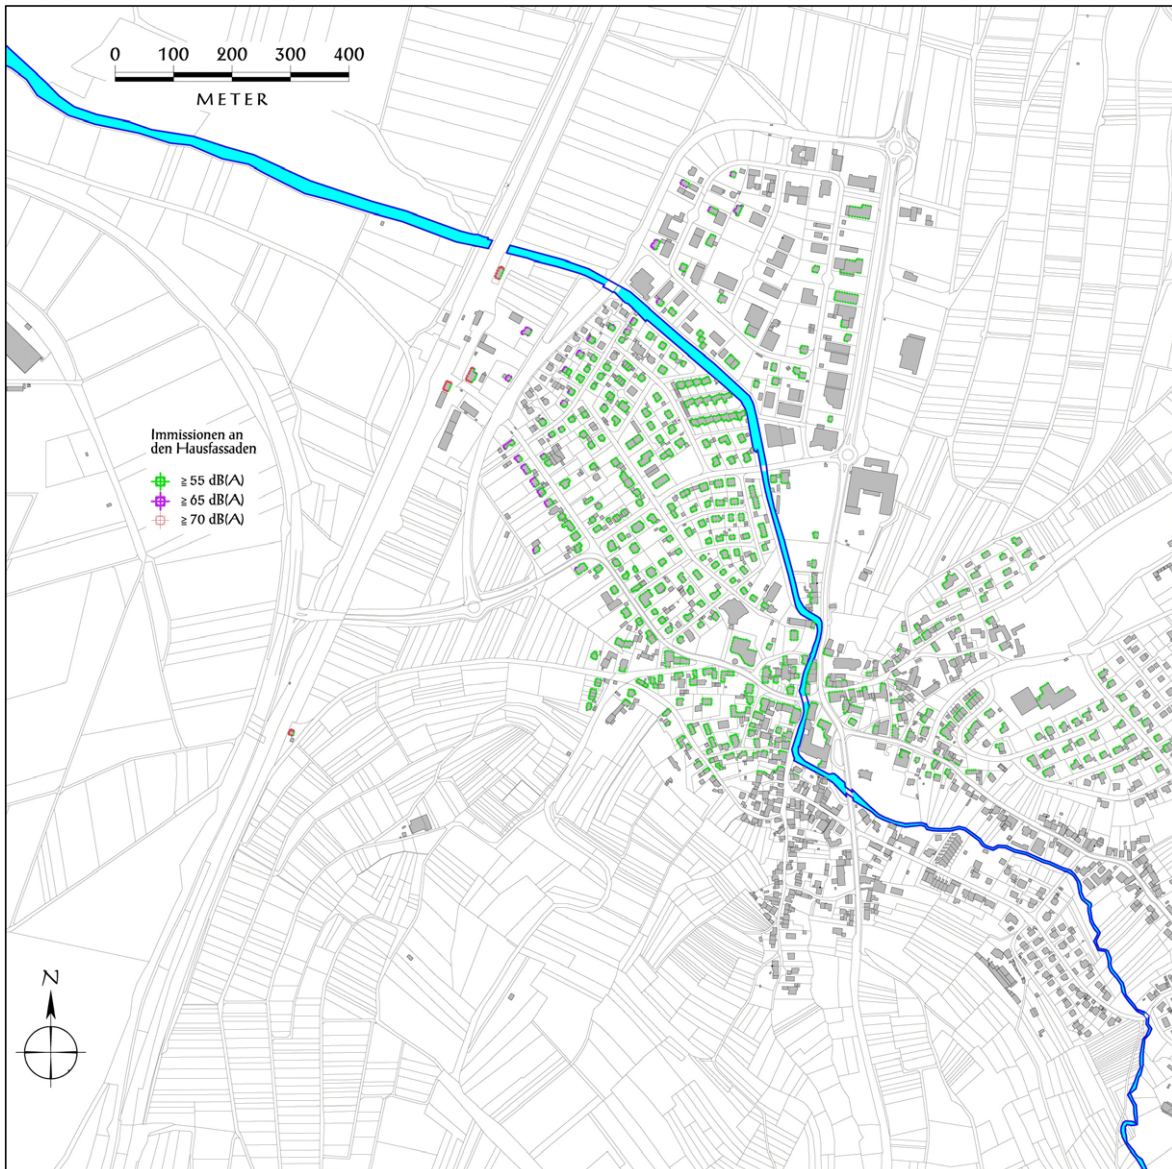 0 100 200 300 400
METER
Immissionen an
den Hausfassaden
≧ 55 dB(A)
≧ 65 dB(A)
≧ 70 dB(A)
N